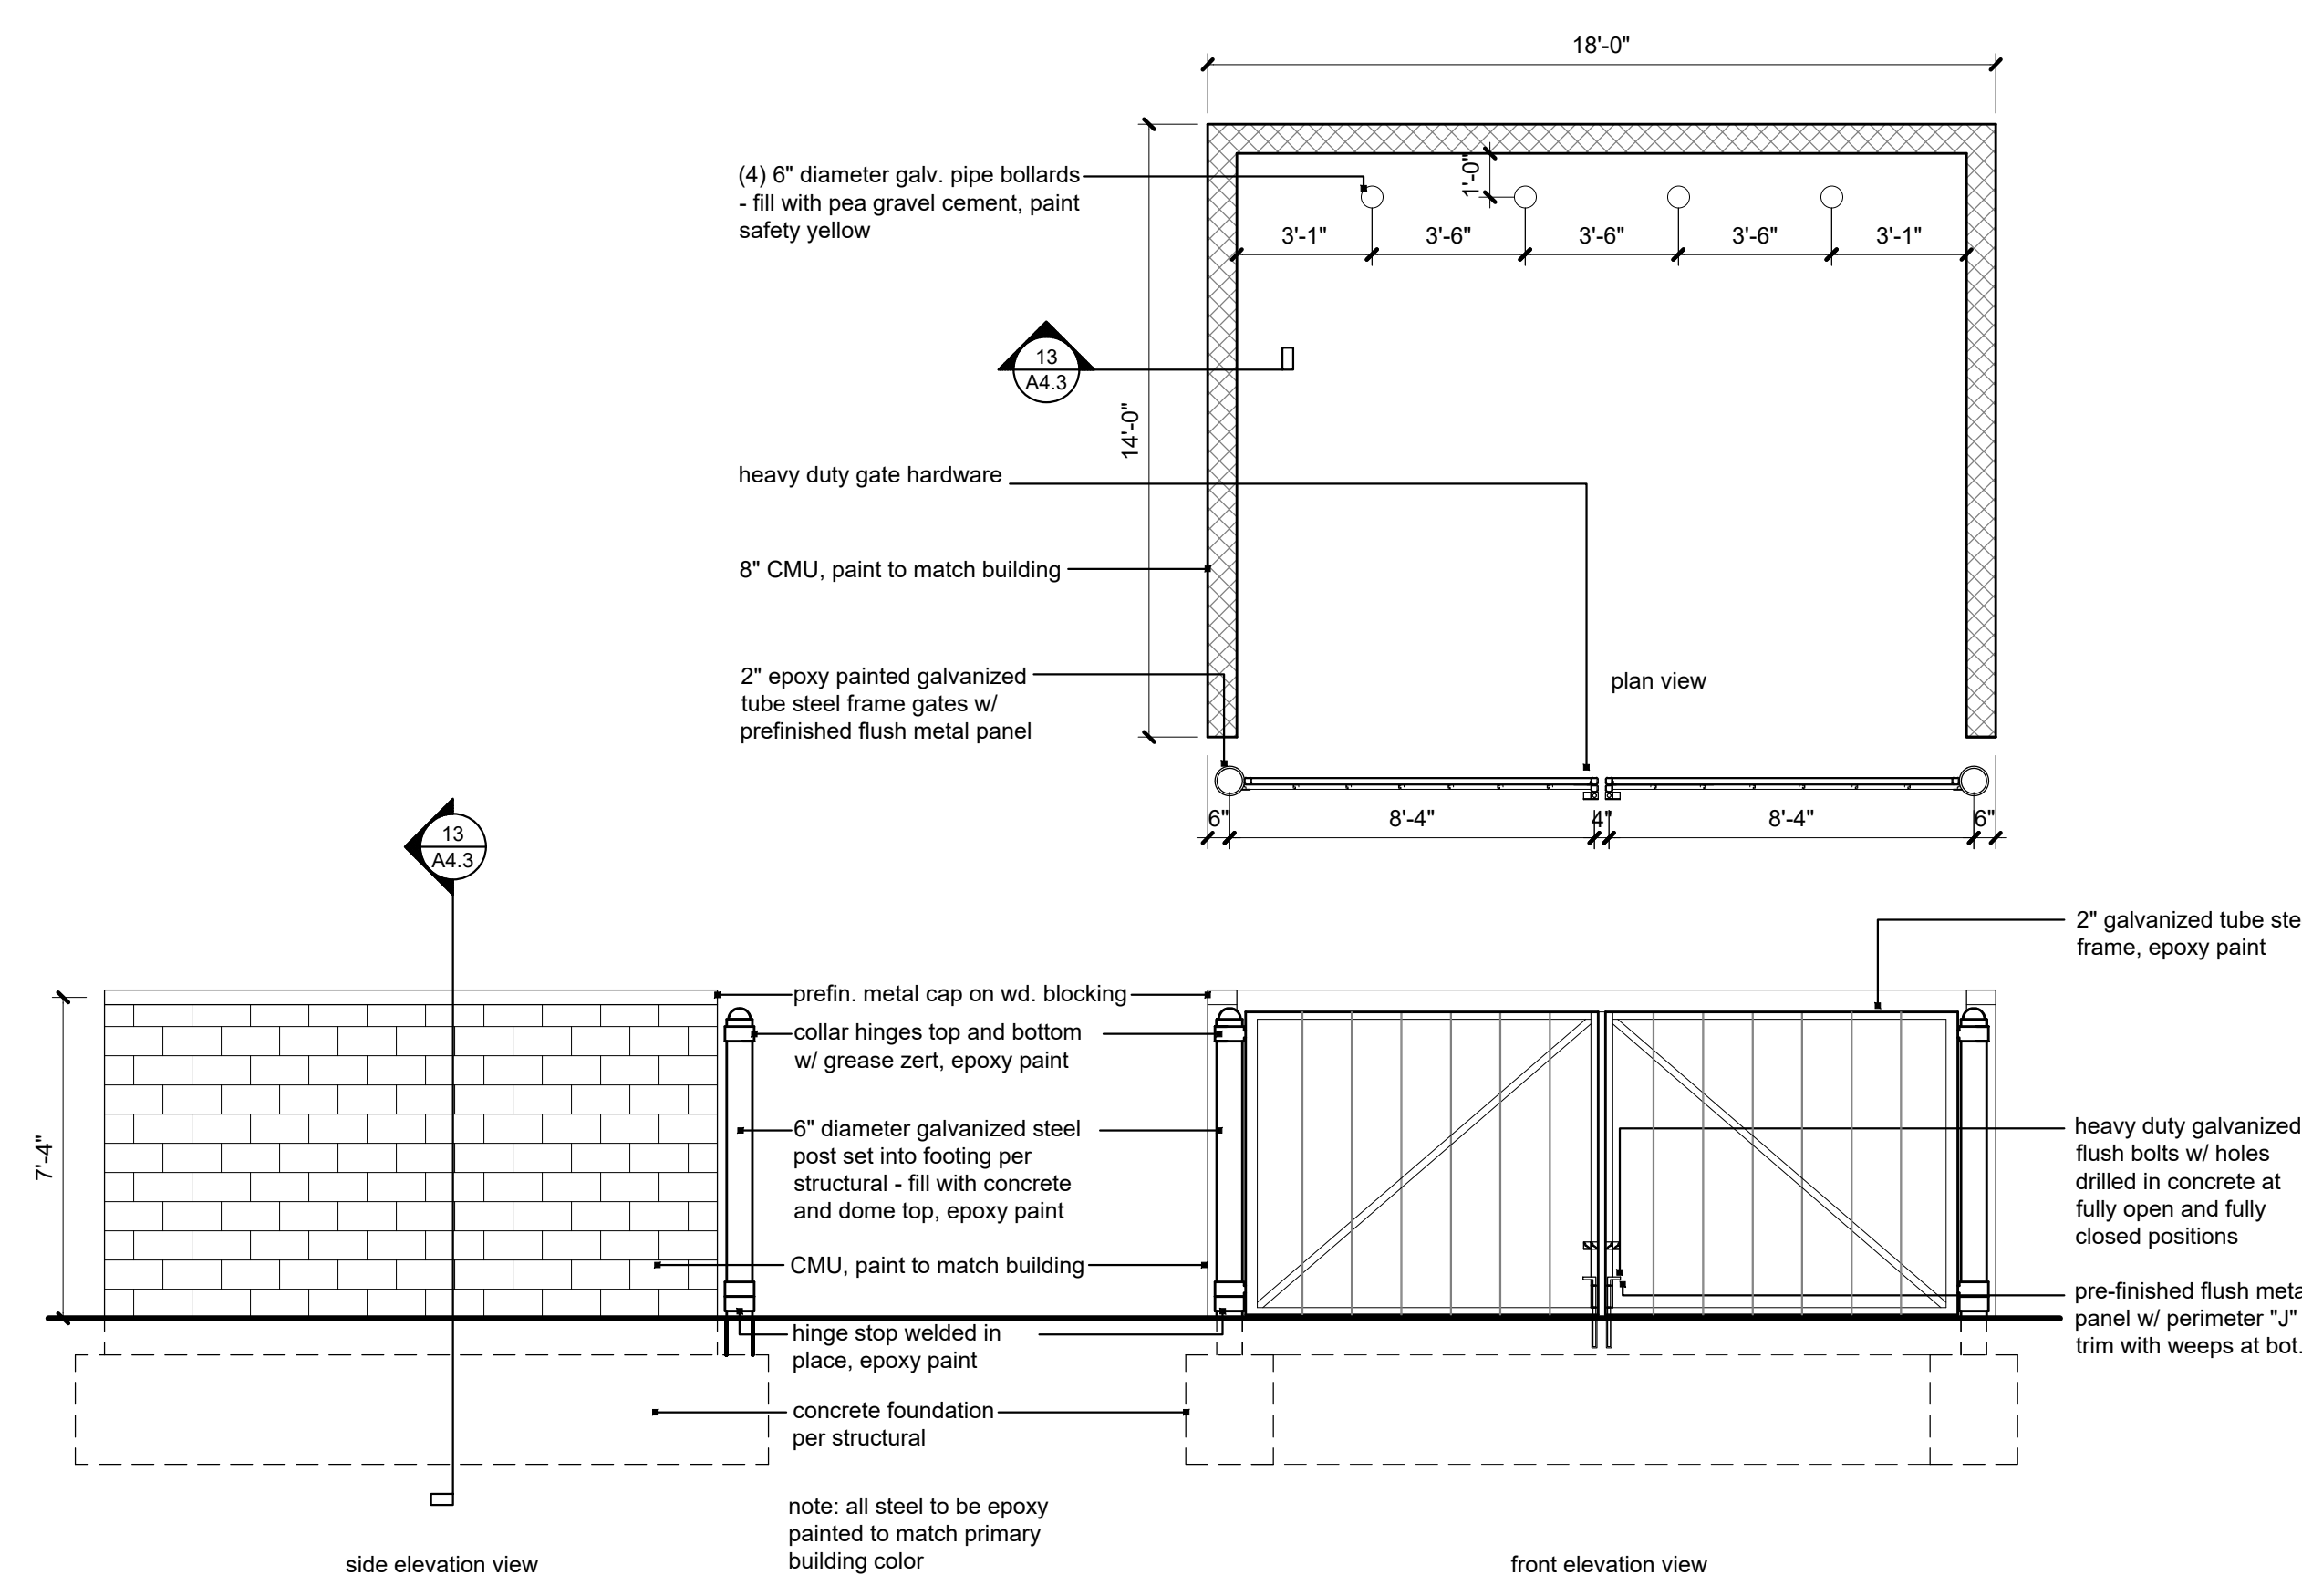 18'-0"
(4) 6" diameter galv. pipe bollards
- fill with pea gravel cement, paint
safety yellow
1'-0"
3'-1"
3'-6"
3'-6"
3'-6"
3'-1"
13
A4.3
14'-0"
heavy duty gate hardware
8" CMU, paint to match building
2" epoxy painted galvanized
tube steel frame gates w/
prefinished flush metal panel
plan view
6"
8'-4"
4"
8'-4"
6"
13
A4.3
2" galvanized tube ste
frame, epoxy paint
prefin. metal cap on wd. blocking
collar hinges top and bottom
w/ grease zert, epoxy paint
7'-4"
6" diameter galvanized steel
post set into footing per
structural - fill with concrete
and dome top, epoxy paint
heavy duty galvanized
flush bolts w/ holes
drilled in concrete at
fully open and fully
closed positions
CMU, paint to match building
pre-finished flush meta
panel w/ perimeter "J"
trim with weeps at bot.
hinge stop welded in
place, epoxy paint
concrete foundation
per structural
note: all steel to be epoxy
painted to match primary
building color
side elevation view
front elevation view